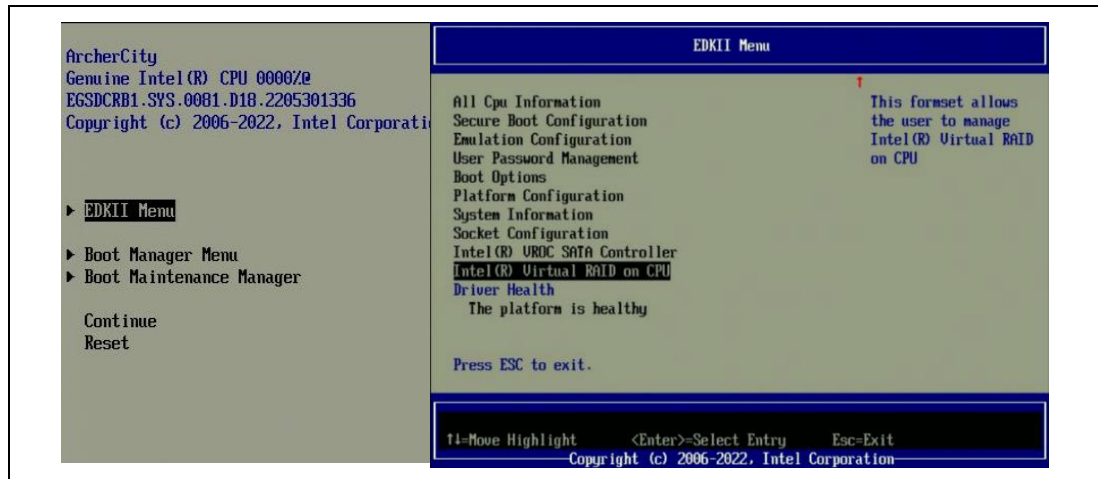 ArcherCity
Genuine Intel(R) CPU 0000%@
EGSDCRB1.SYS.0081.D18.2205301336
Copyright (c) 2006-2022, Intel Corporati
▶ EDKII Menu
▶ Boot Manager Menu
▶ Boot Maintenance Manager
Continue
Reset
EDKII Menu
All Cpu Information
Secure Boot Configuration
Emulation Configuration
User Password Management
Boot Options
Platform Configuration
System Information
Socket Configuration
Intel(R) VROC SATA Controller
Intel(R) Virtual RAID on CPU
Driver Health
The platform is healthy
Press ESC to exit.
↑
This formset allows
the user to manage
Intel(R) Virtual RAID
on CPU
↑↓=Move Highlight <Enter>=Select Entry Esc=Exit
Copyright (c) 2006-2022, Intel Corporation